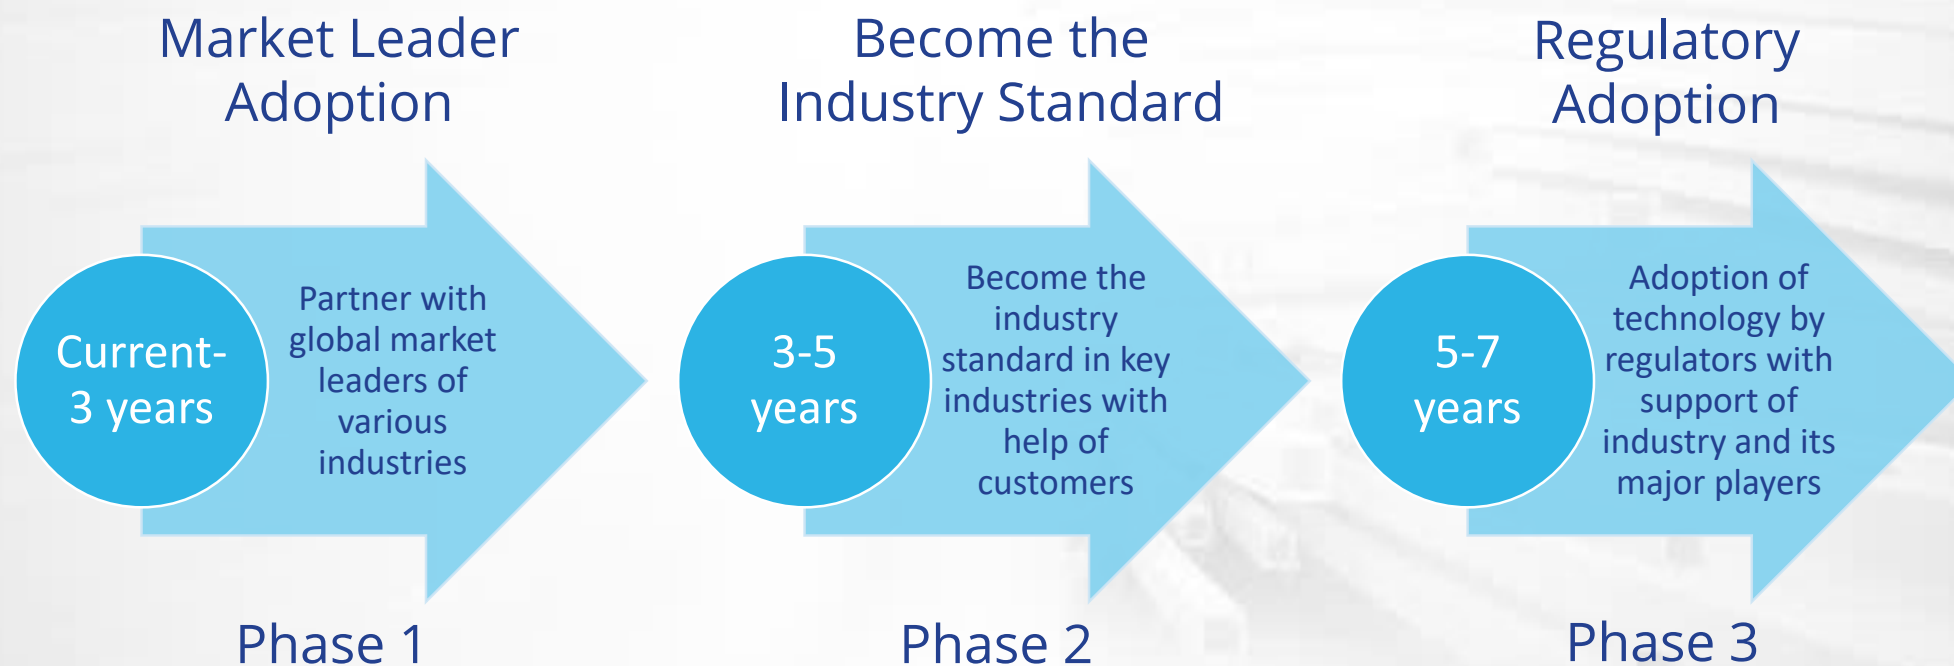 Market Leader
Adoption
Current-
3 years
Partner with
global market
leaders of
various
industries
Phase 1
Become the
Industry Standard
3-5
years
Become the
industry
standard in key
industries with
help of
customers
Phase 2
Regulatory
Adoption
5-7
years
Adoption of
technology by
regulators with
support of
industry and its
major players
Phase 3